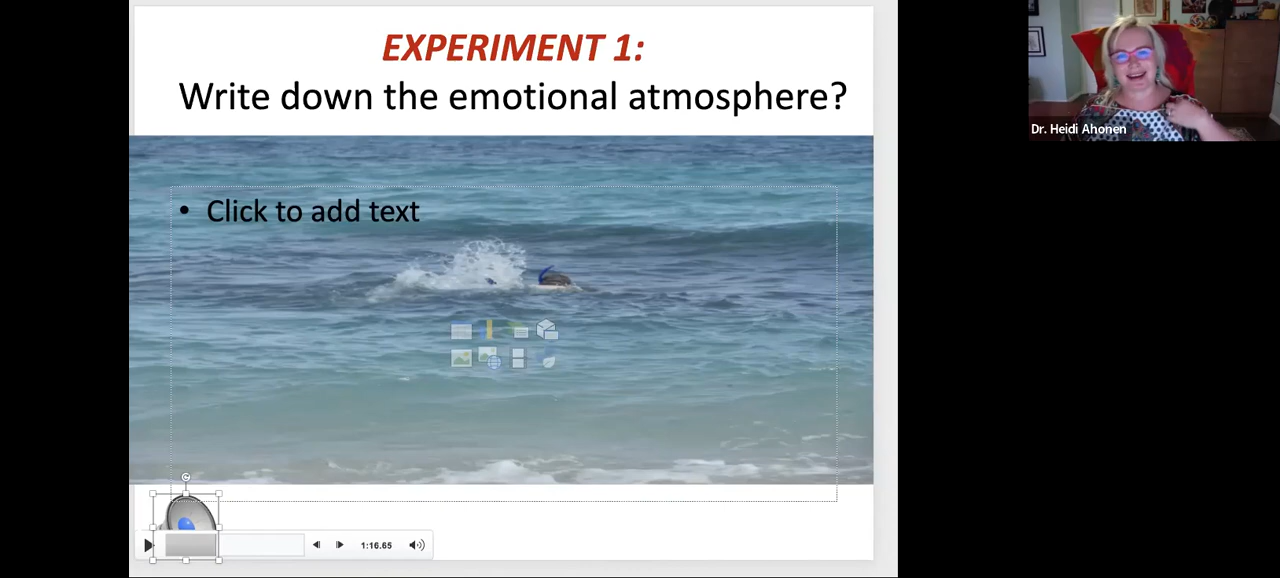 EXPERIMENT 1:
Write down the emotional atmosphere?
• Click to add text
1:16.65
Dr. Heidi Ahonen